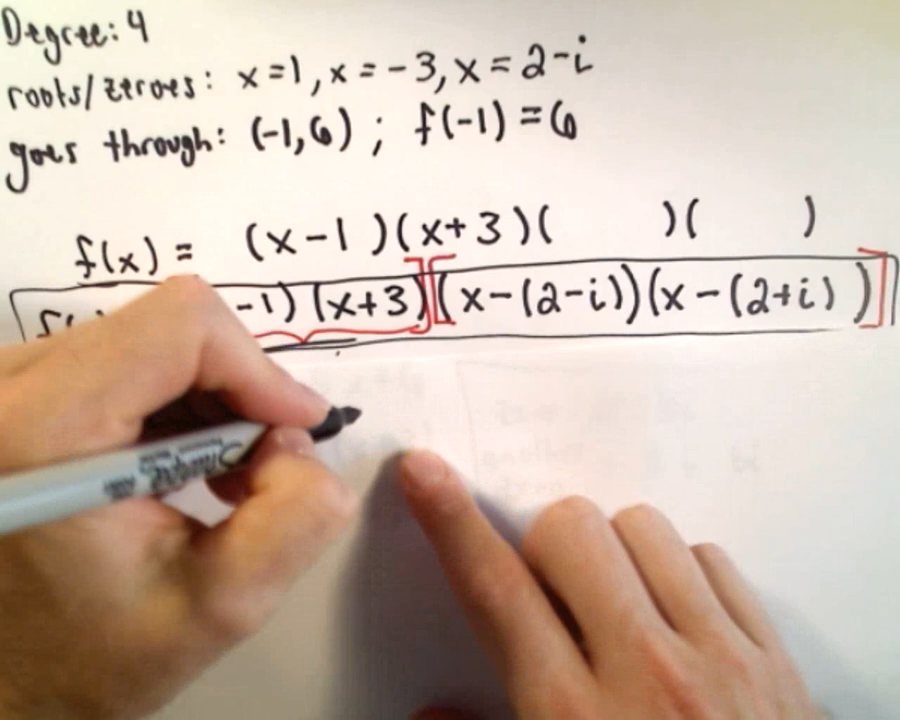 Degree: 4
roots/zeroes: x=1, x=-3, x=2-i
goes through: (-1,6) ; f(-1)=6
f(x) = (x-1)(x+3)( )( )
-1)(x+3)][(x-(2-i))(x-(2+i))]
Sharpie